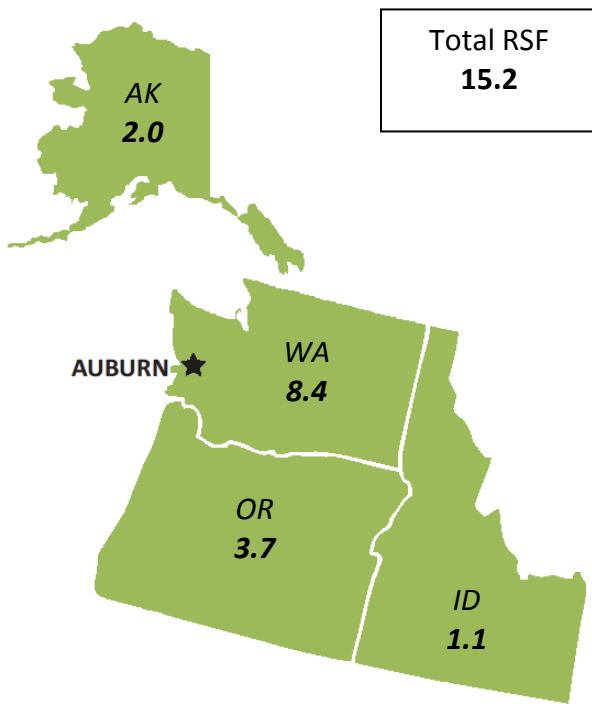 Total RSF
15.2
AK
2.0
WA
8.4
AUBURN
OR
3.7
ID
1.1